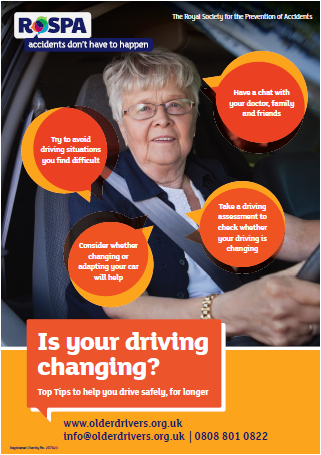 The Royal Society for the Prevention of Accidents
RoSPA
accidents don't have to happen
Have a chat with
your doctor, family
and friends
Try to avoid
driving situations
you find difficult
Take a driving
assessment to
check whether
your driving is
changing
Consider whether
changing or
adapting your car
will help
Is your driving
changing?
Top Tips to help you drive safely, for longer
www.olderdrivers.org.uk
info@olderdrivers.org.uk | 0808 801 0822
Registered Charity No.